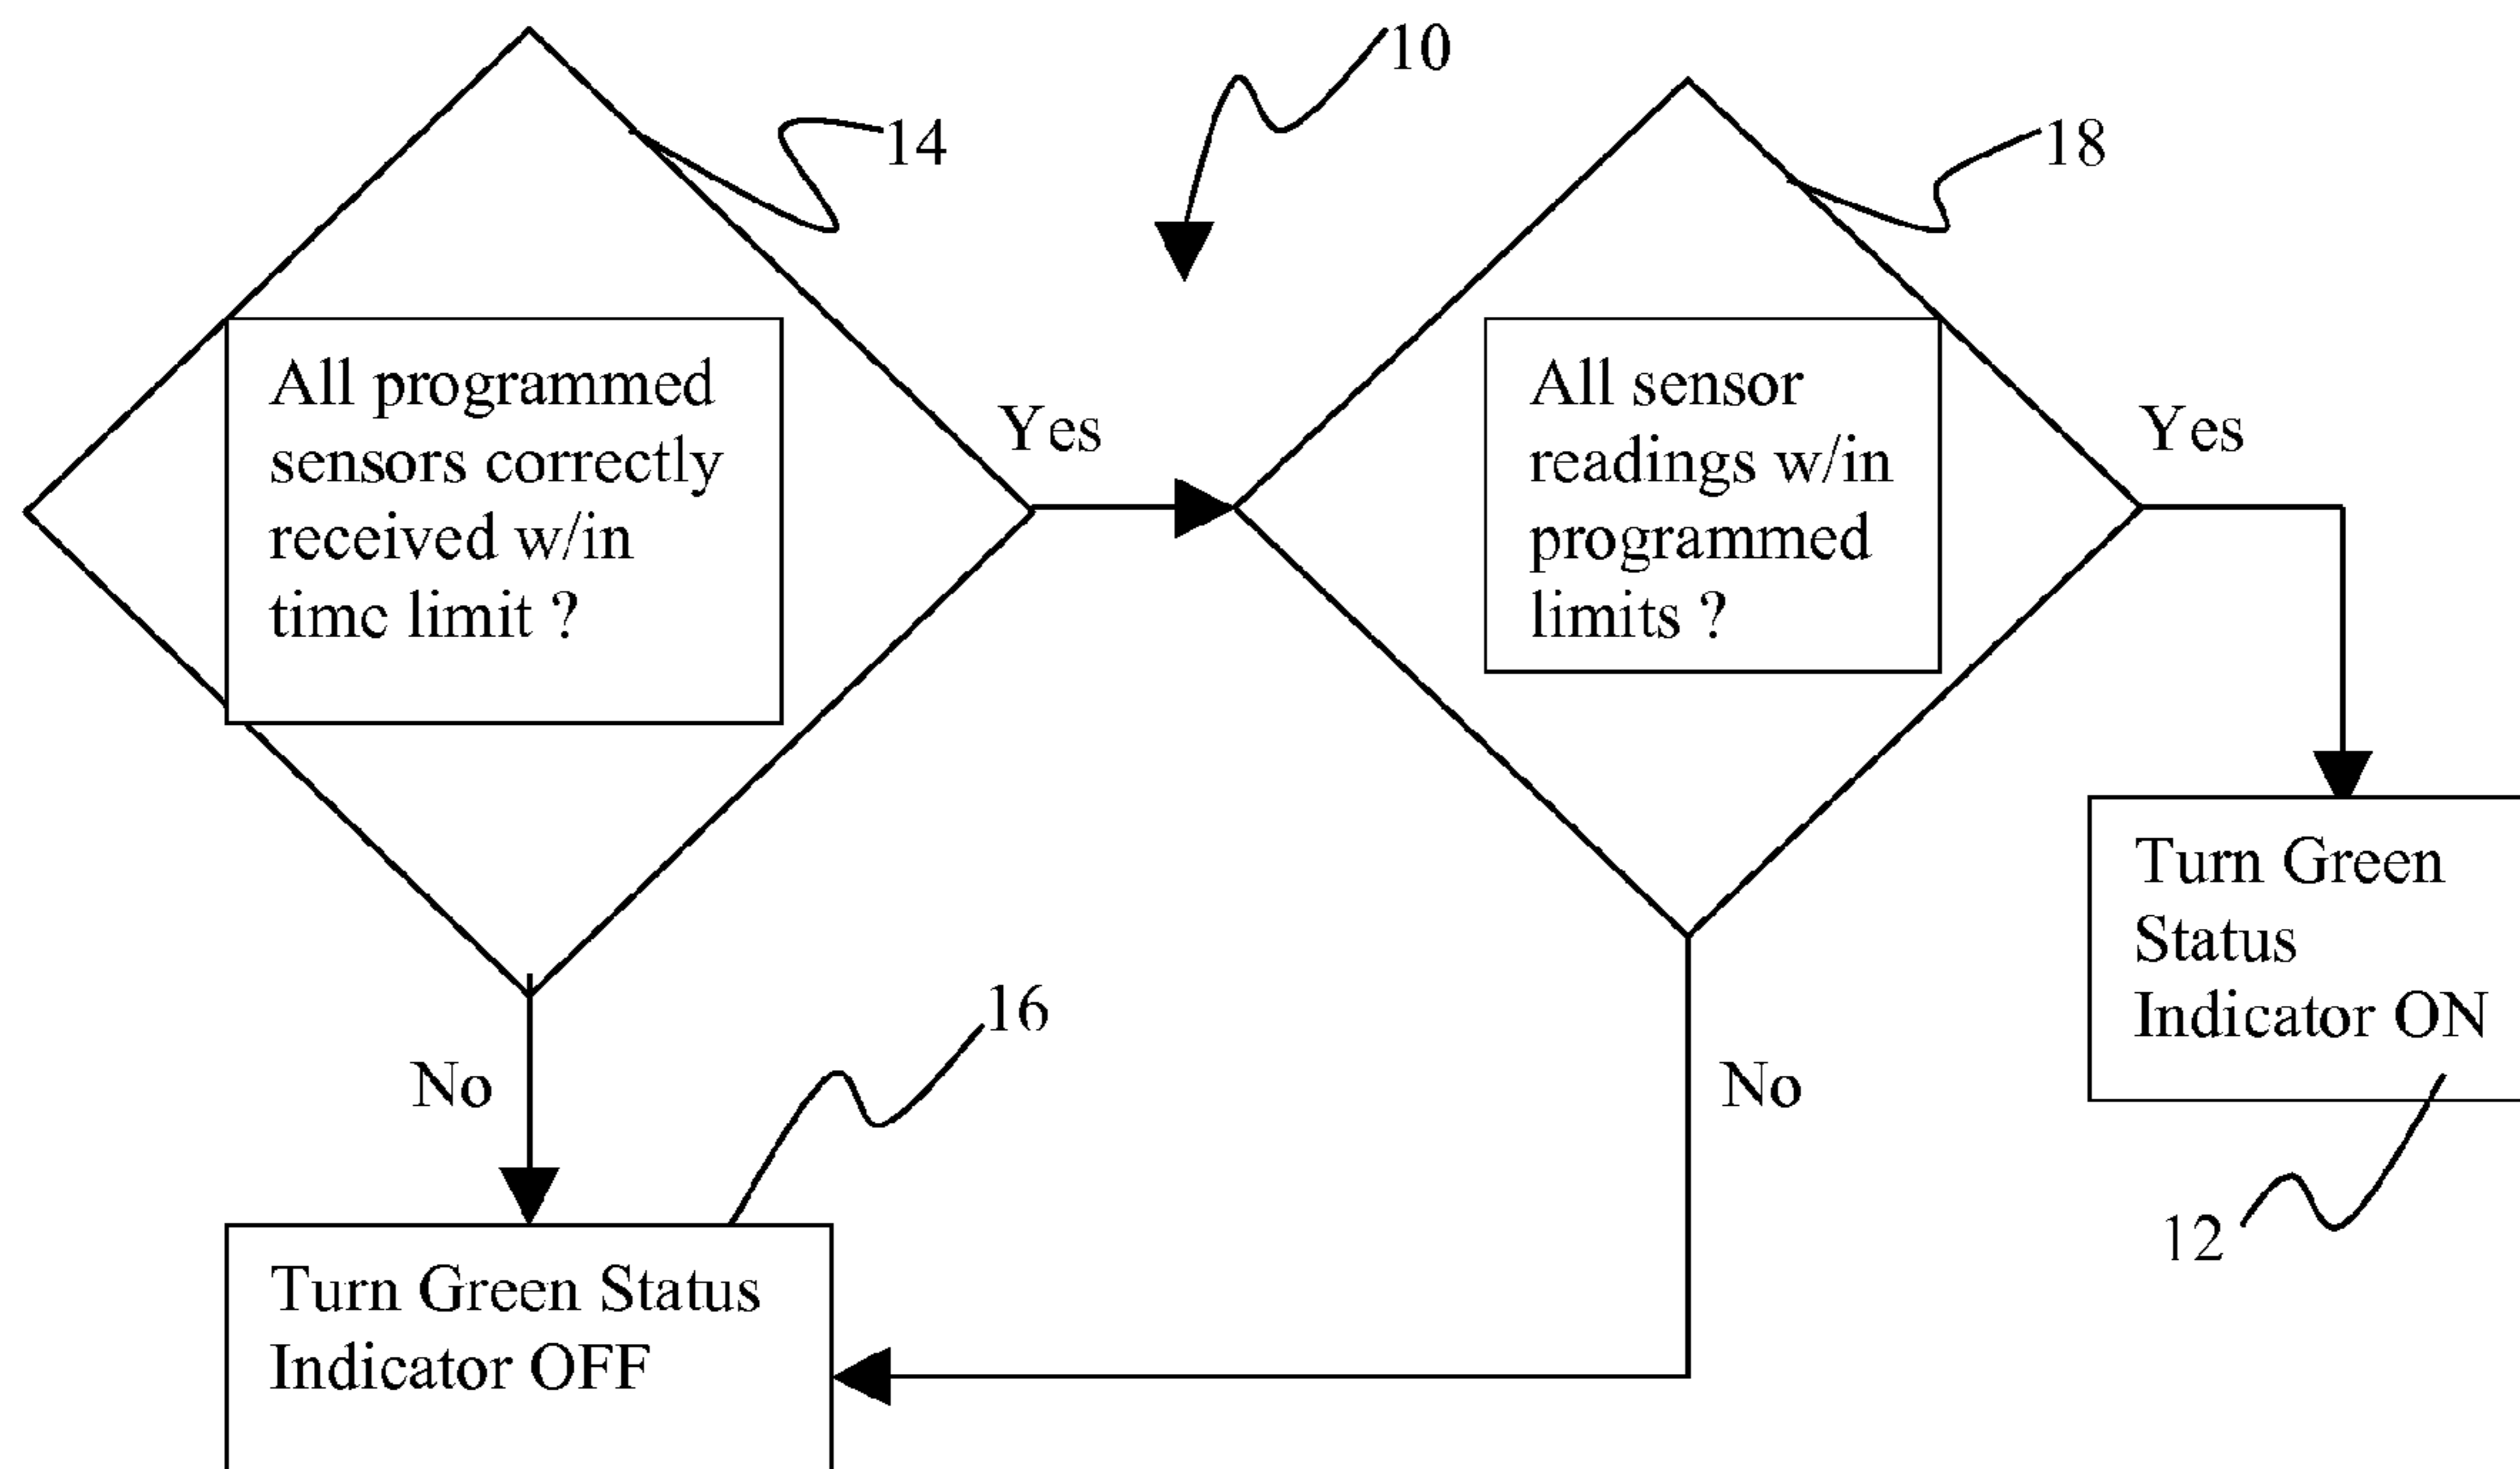 10
14
18
All programmed
sensors correctly
received w/in
time limit ?
Yes
All sensor
readings w/in
programmed
limits ?
Yes
Turn Green
Status
Indicator ON
16
No
No
12
Turn Green Status
Indicator OFF